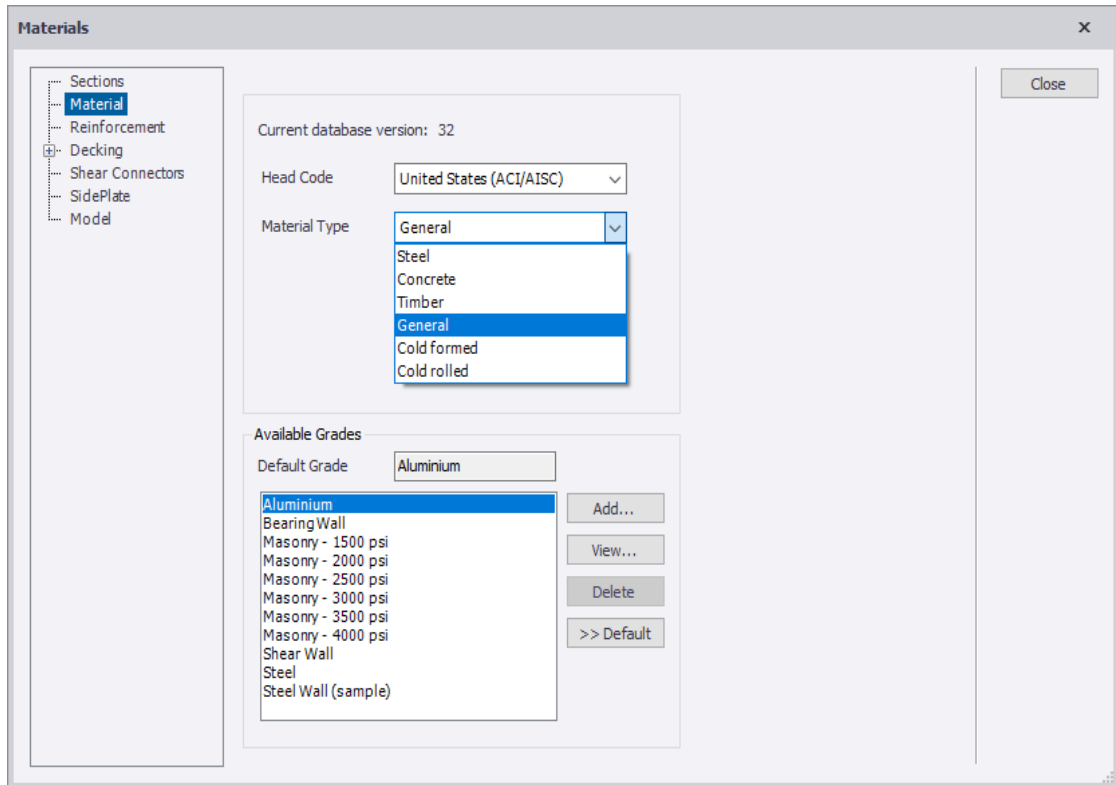 Materials
Sections
Material
Reinforcement
Decking
Shear Connectors
SidePlate
Model
Current database version: 32
Head Code United States (ACI/AISC)
Material Type General
Steel
Concrete
Timber
General
Cold formed
Cold rolled
Available Grades
Default Grade Aluminium
Aluminium
Bearing Wall
Masonry - 1500 psi
Masonry - 2000 psi
Masonry - 2500 psi
Masonry - 3000 psi
Masonry - 3500 psi
Masonry - 4000 psi
Shear Wall
Steel
Steel Wall (sample)
Add...
View...
Delete
>> Default
Close